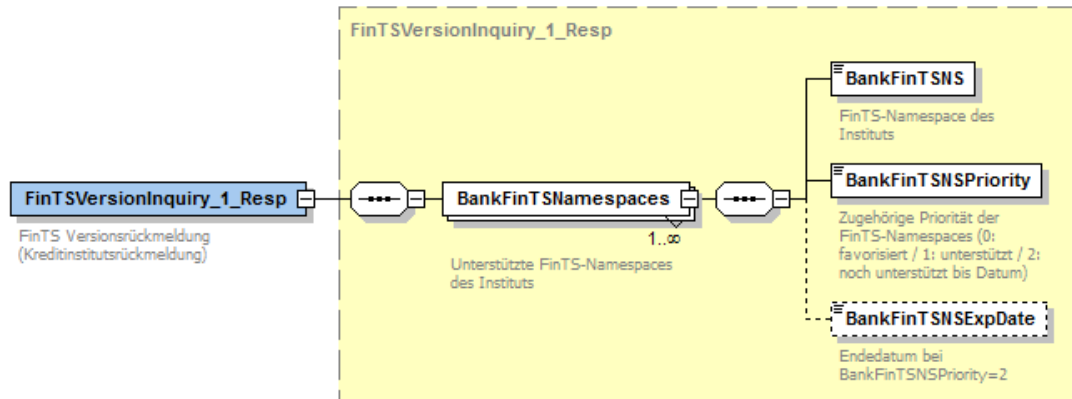 FinTSVersionInquiry_1_Resp
FinTSVersionInquiry_1_Resp
FinTS Versionsrückmeldung
(Kreditinstitutsrückmeldung)
BankFinTSNamespaces
1..∞
Unterstützte FinTS-Namespaces
des Instituts
BankFinTSNS
FinTS-Namespace des
Instituts
BankFinTSNSPriority
Zugehörige Priorität der
FinTS-Namespaces (0:
favorisiert / 1: unterstützt / 2:
noch unterstützt bis Datum)
BankFinTSNSExpDate
Endedatum bei
BankFinTSNSPriority=2